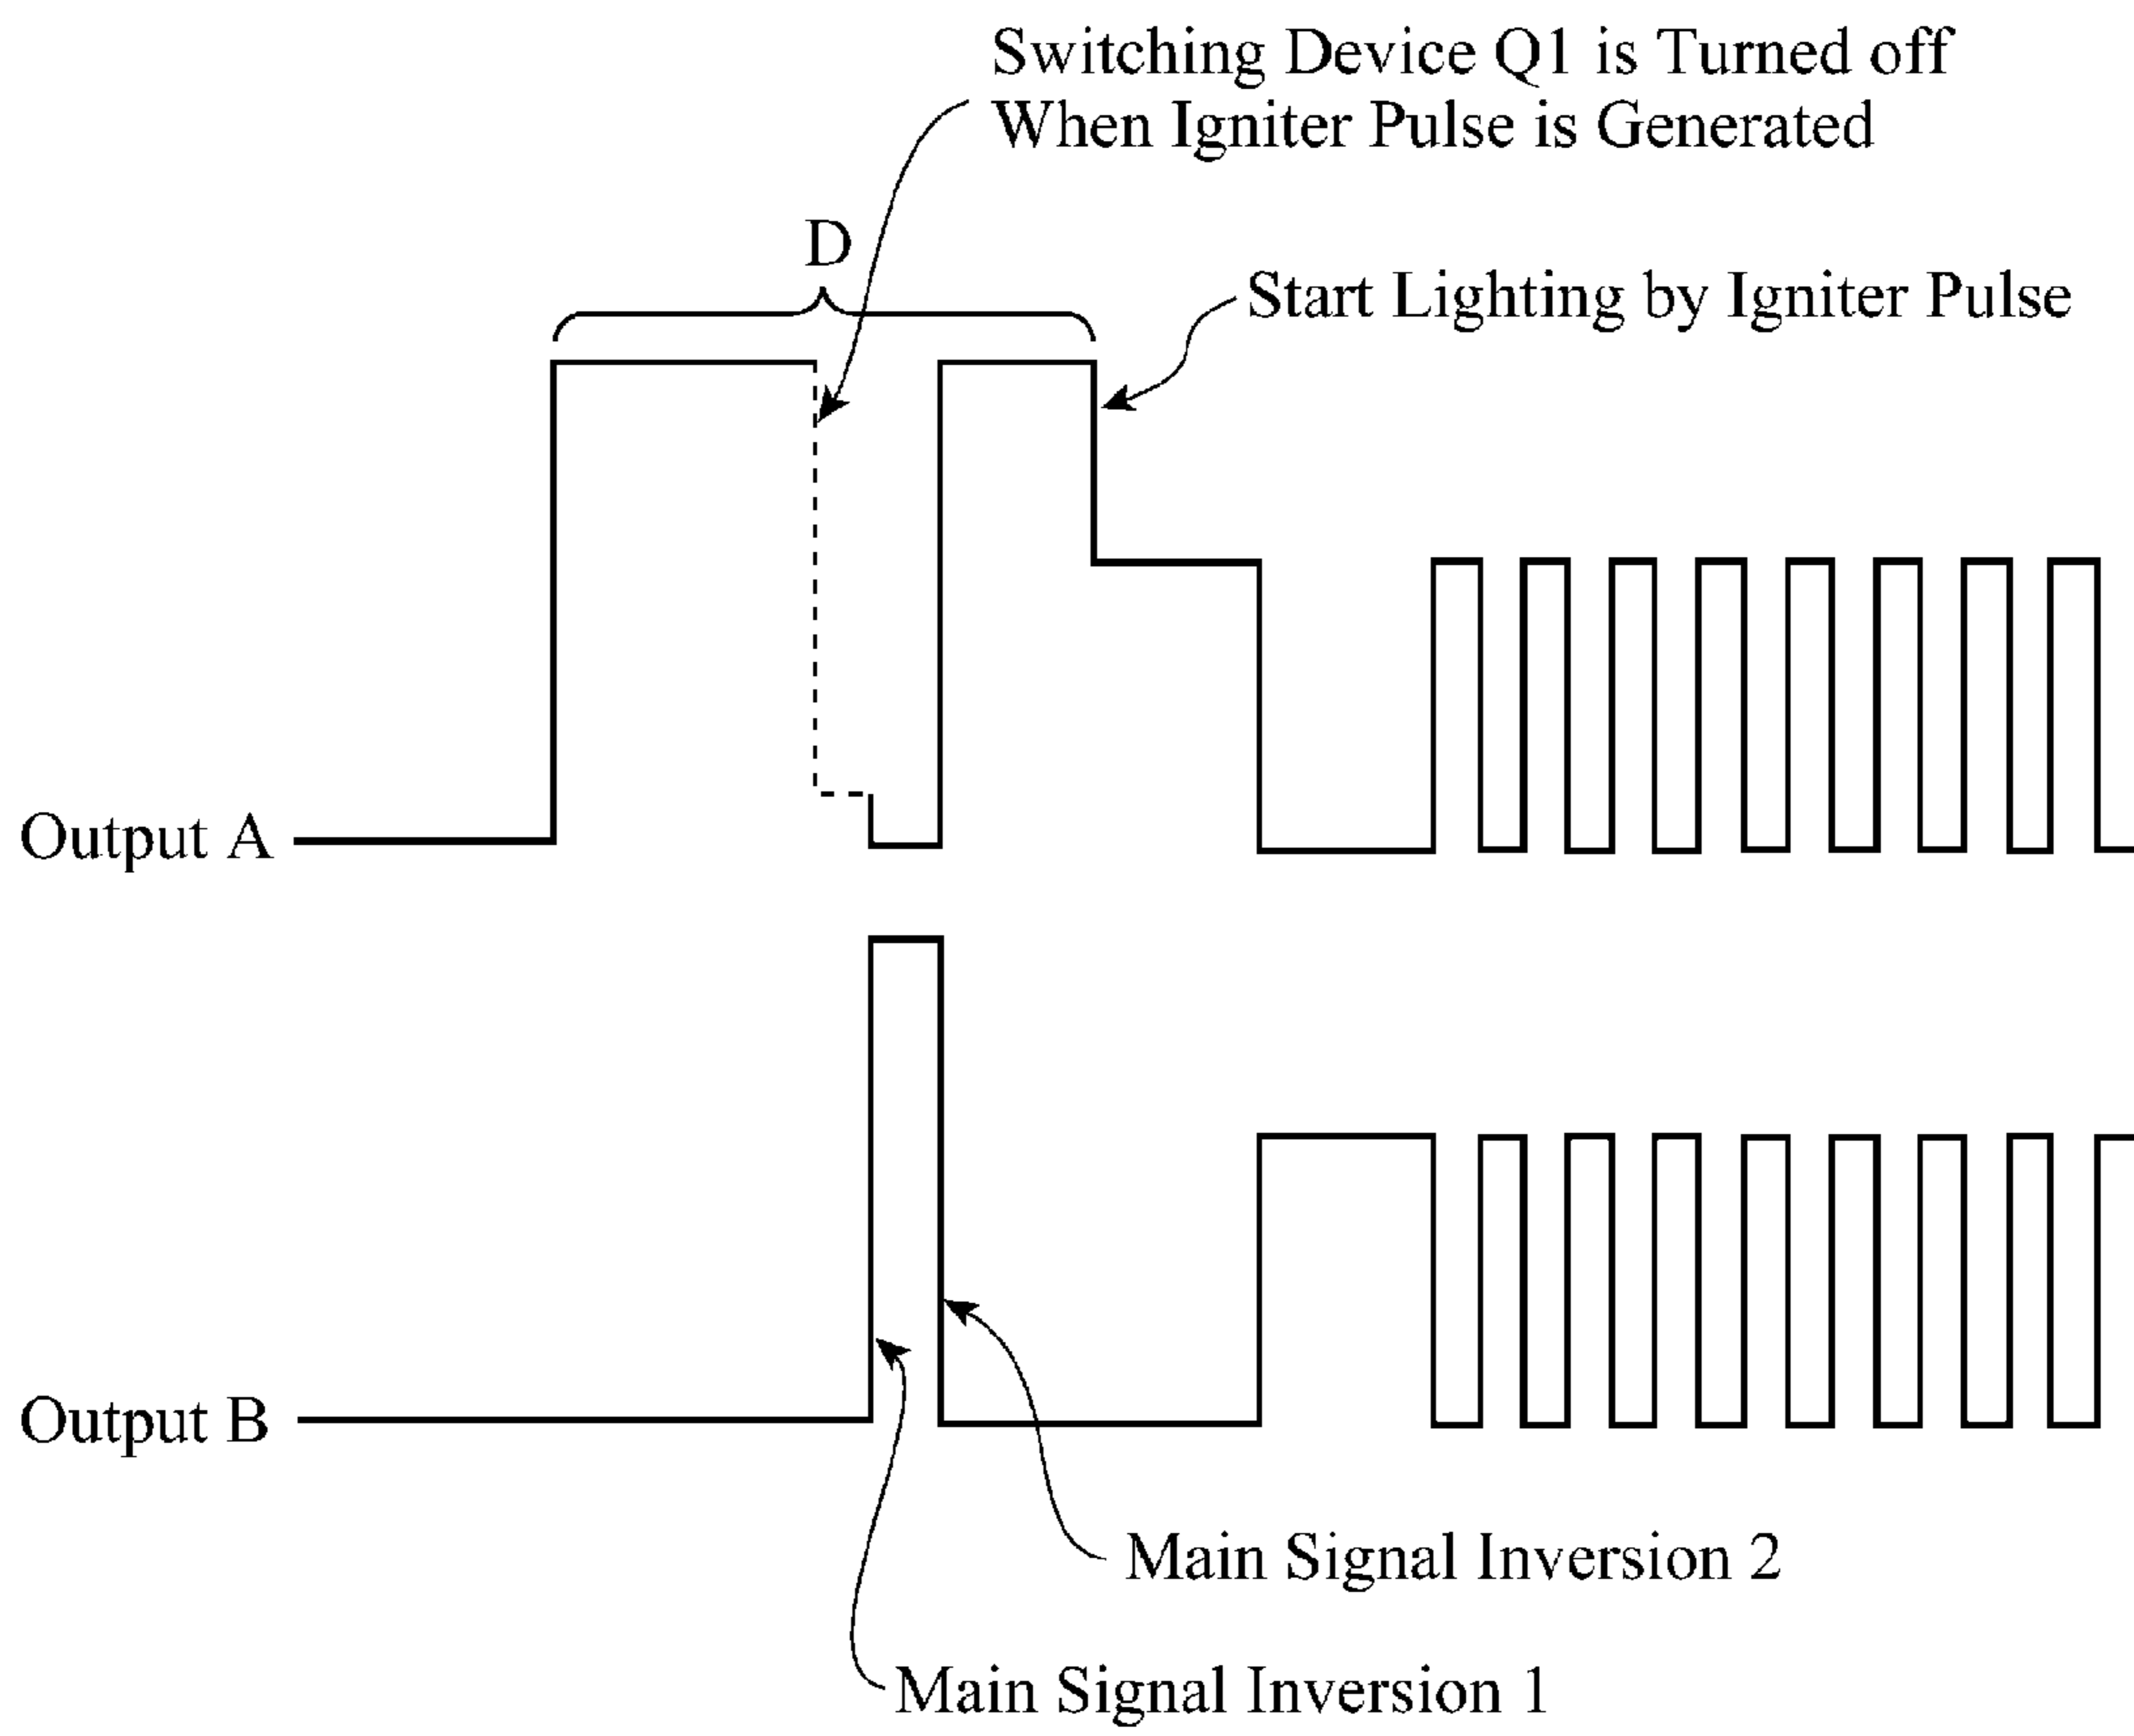 Switching Device Q1 is Turned off
When Igniter Pulse is Generated
D
Start Lighting by Igniter Pulse
Output A
Output B
Main Signal Inversion 2
Main Signal Inversion 1